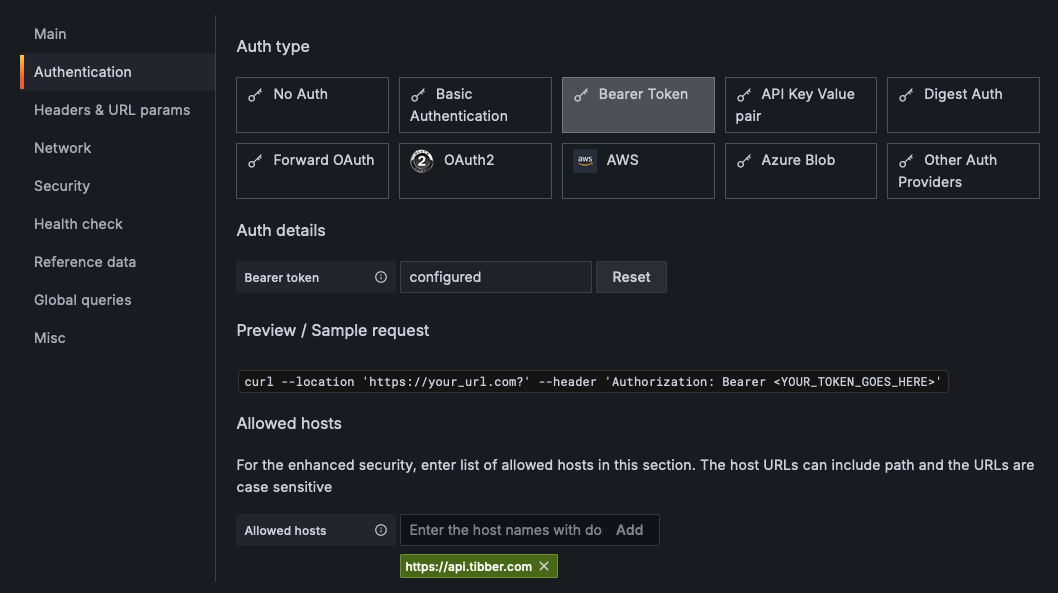 Main
Authentication
Headers & URL params
Network
Security
Health check
Reference data
Global queries
Misc
Auth type
No Auth
Basic
Authentication
Bearer Token
API Key Value
pair
Digest Auth
Forward OAuth
2
OAuth2
aws
AWS
Azure Blob
Other Auth
Providers
Auth details
Bearer token
configured
Reset
Preview / Sample request
curl --location 'https://your_url.com?' --header 'Authorization: Bearer <YOUR_TOKEN_GOES_HERE>'
Allowed hosts
For the enhanced security, enter list of allowed hosts in this section. The host URLs can include path and the URLs are
case sensitive
Allowed hosts
Enter the host names with do
Add
https://api.tibber.com